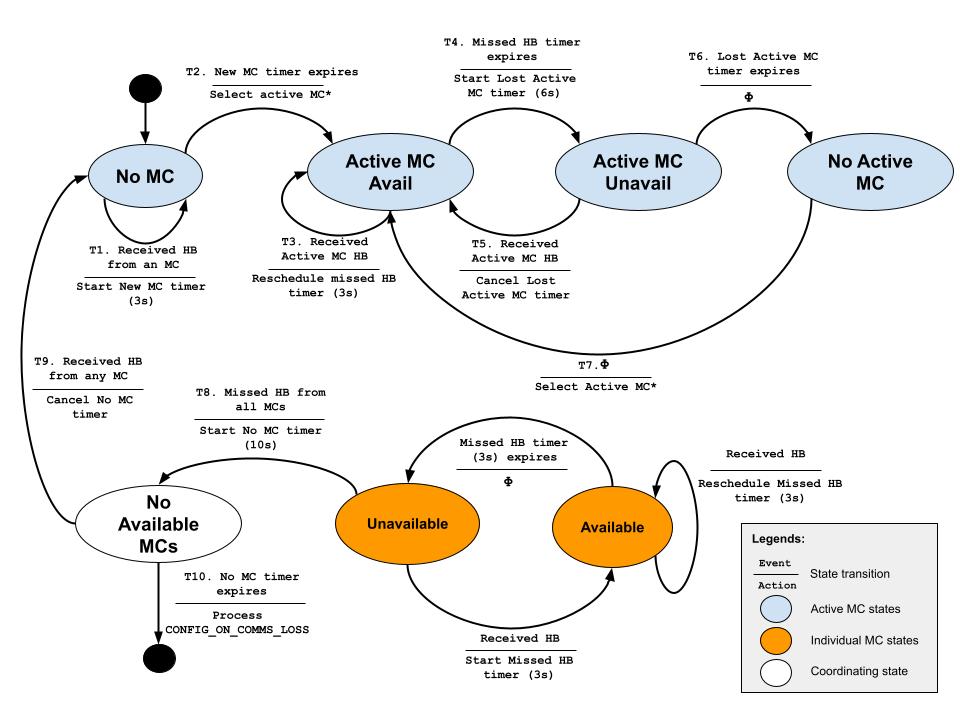 T4. Missed HB timer
expires
Start Lost Active
MC timer (6s)
T6. Lost Active MC
timer expires
Φ
T2. New MC timer expires
Select active MC*
No MC
Active MC
Avail
Active MC
Unavail
No Active
MC
T1. Received HB
from an MC
Start New MC timer
(3s)
T3. Received
Active MC HB
Reschedule missed HB
timer (3s)
T5. Received
Active MC HB
Cancel Lost
Active MC timer
T7.Φ
Select Active MC*
T9. Received HB
from any MC
Cancel No MC
timer
T8. Missed HB from
all MCs
Start No MC timer
(10s)
Missed HB timer
(3s) expires
Φ
Received HB
Reschedule Missed HB
timer (3s)
No
Available
MCs
Unavailable
Available
T10. No MC timer
expires
Process
CONFIG_ON_COMMS_LOSS
Received HB
Start Missed HB
timer (3s)
Legends:
Event
Action
State transition
Active MC states
Individual MC states
Coordinating state